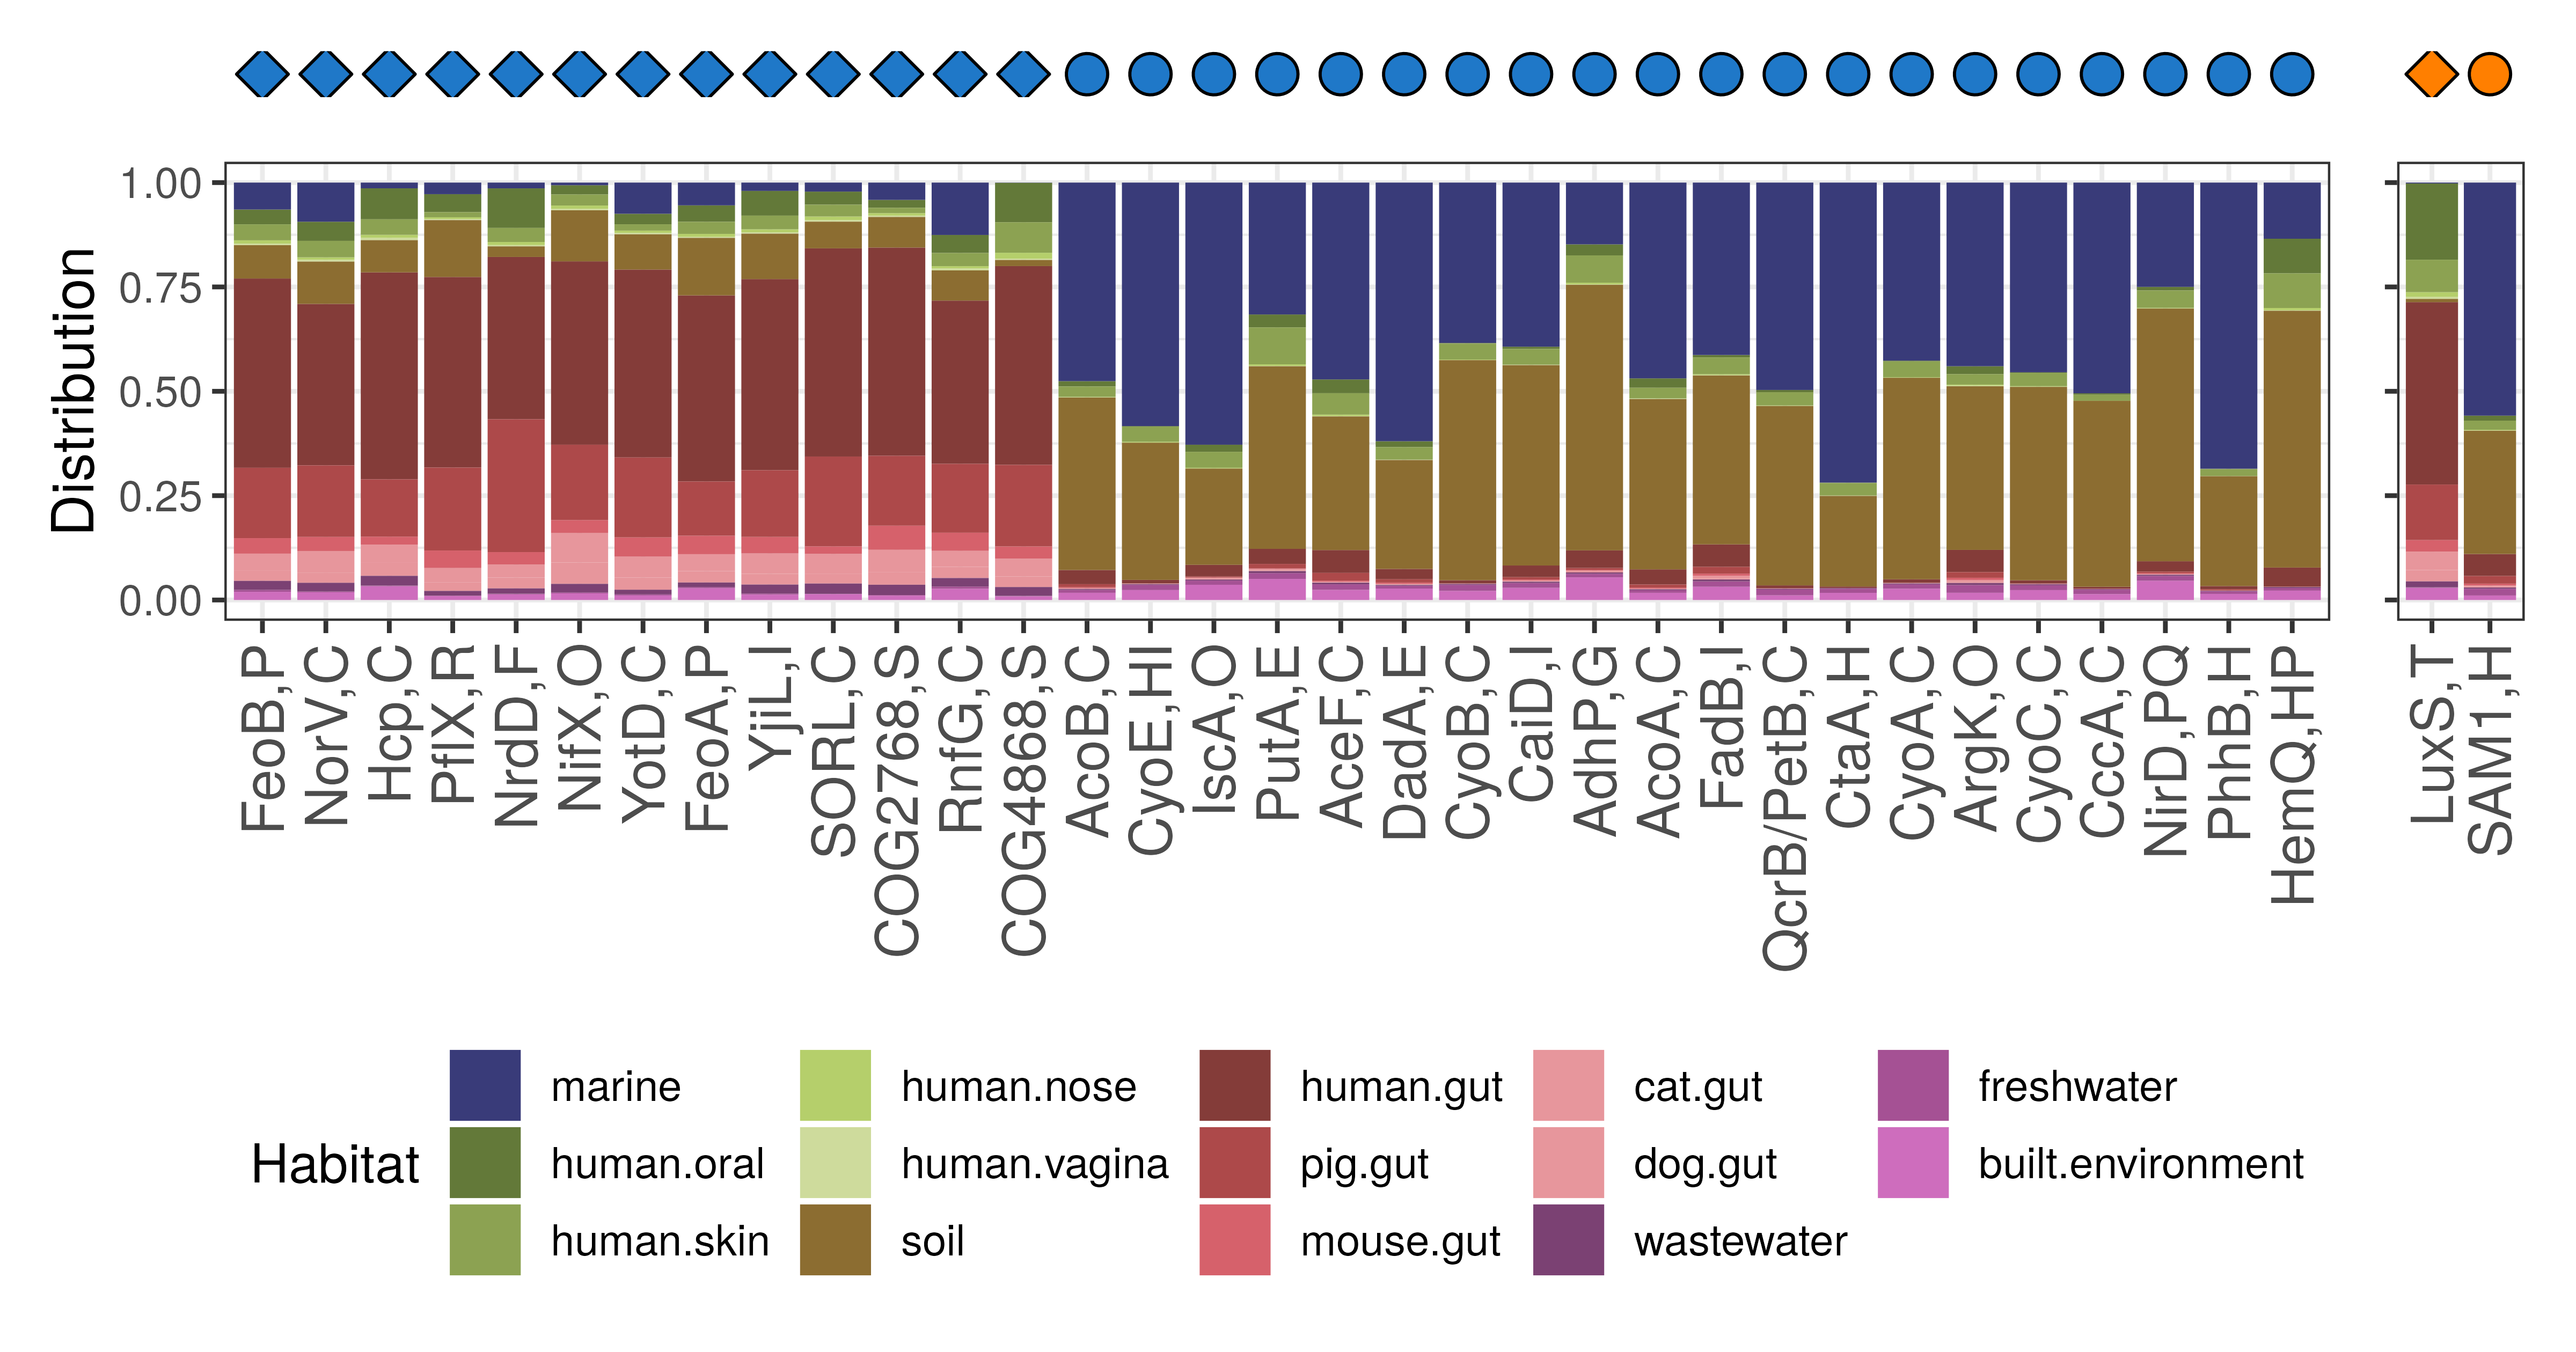 Distribution
1.00
0.75
0.50
0.25
0.00
FeoB,P
NorV,C
Hcp,C
PflX,R
NrdD,F
NifX,O
YotD,C
FeoA,P
YjiL,I
SORL,C
COG2768,S
RnfG,C
COG4868,S
AcoB,C
CyoE,HI
IscA,O
PutA,E
AceF,C
DadA,E
CyoB,C
CaiD,I
AdhP,G
AcoA,C
FadB,I
QcrB/PetB,C
CtaA,H
CyoA,C
ArgK,O
CyoC,C
CccA,C
NirD,PQ
PhhB,H
HemQ,HP
LuxS,T
SAM1,H
Habitat
marine
human.oral
human.skin
human.nose
human.vagina
soil
human.gut
pig.gut
mouse.gut
cat.gut
dog.gut
wastewater
freshwater
built.environment